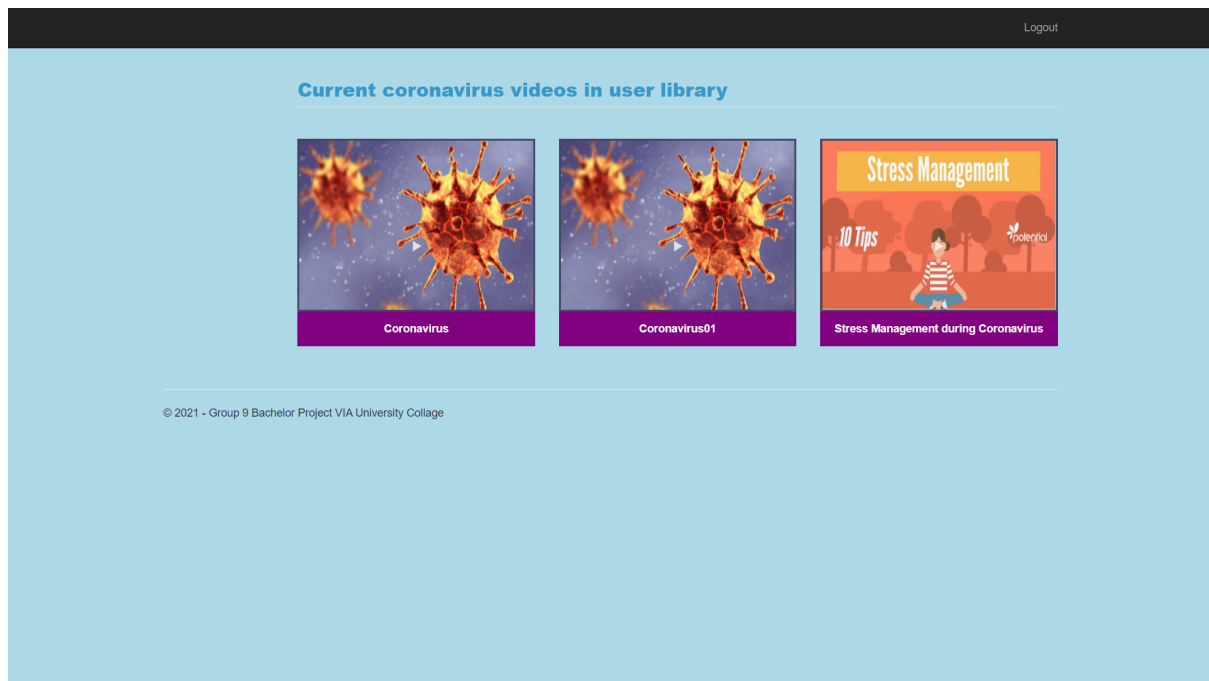 Logout
Current coronavirus videos in user library
Stress Management
10 Tips
potential
Coronavirus
Coronavirus01
Stress Management during Coronavirus
© 2021 - Group 9 Bachelor Project VIA University Collage